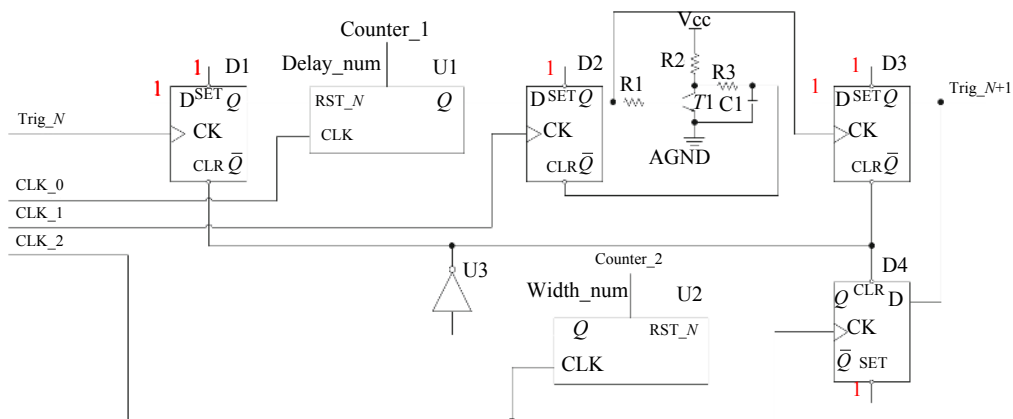 Counter_1
Vcc
1 D1 Delay_num U1 1 D2 R2 R3 1 D3
1 D SET Q RST_N Q D SET Q R1 T1 C1 1 D SET Q Trig_N+1
Trig_N CK CLK CK CK
CLR Q̅ CLR Q̅ AGND CLR Q̅
CLK_0
CLK_1
CLK_2
U3 Counter_2 D4
Width_num U2 Q CLR D
Q RST_N CK
CLK Q̅ SET
1